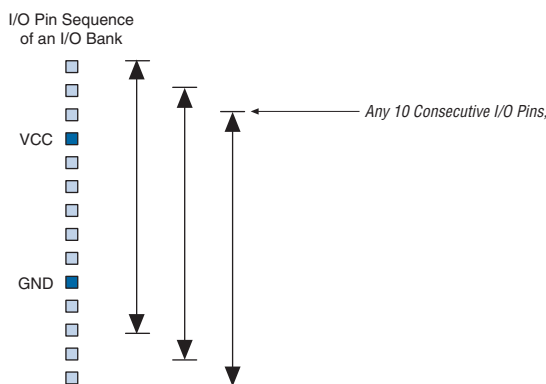 I/O Pin Sequence
of an I/O Bank
Any 10 Consecutive I/O Pins,
VCC
GND